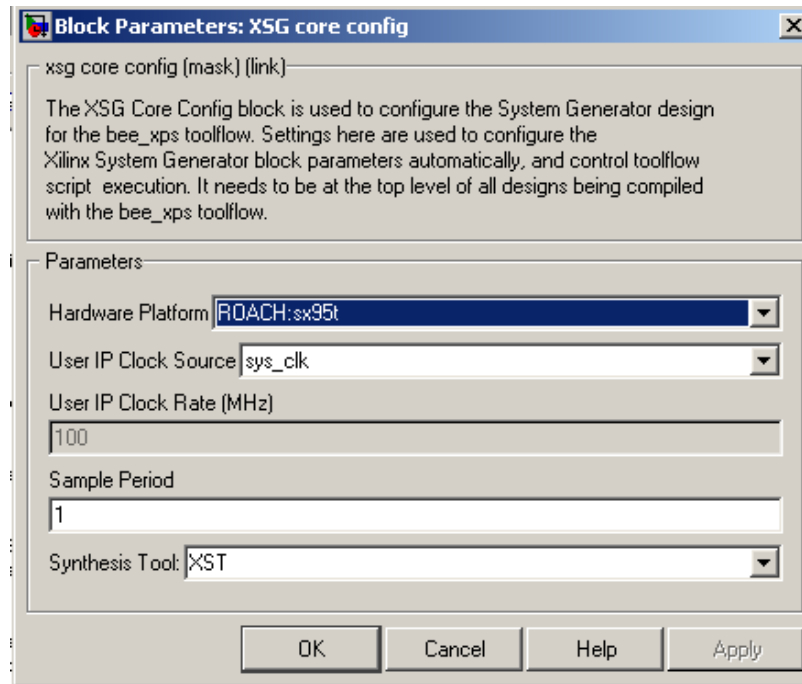 Block Parameters: XSG core config
xsg core config (mask) (link)
The XSG Core Config block is used to configure the System Generator design
for the bee_xps toolflow. Settings here are used to configure the
Xilinx System Generator block parameters automatically, and control toolflow
script  execution. It needs to be at the top level of all designs being compiled
with the bee_xps toolflow.
Parameters
Hardware Platform ROACH:sx95t
User IP Clock Source sys_clk
User IP Clock Rate (MHz)
100
Sample Period
1
Synthesis Tool: XST
OK Cancel Help Apply